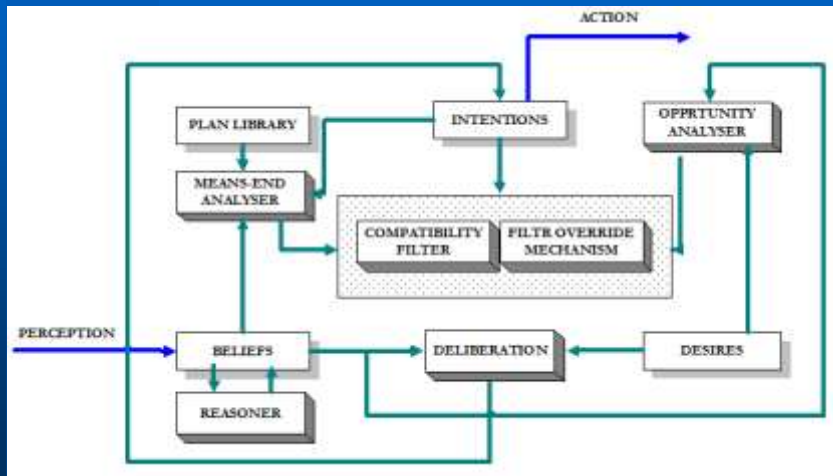 ACTION
PLAN LIBRARY
INTENTIONS
OPPRTUNITY
ANALYSER
MEANS-END
ANALYSER
COMPATIBILITY
FILTER
FILTR OVERRIDE
MECHANISM
PERCEPTION
BELIEFS
DELIBERATION
DESIRES
REASONER